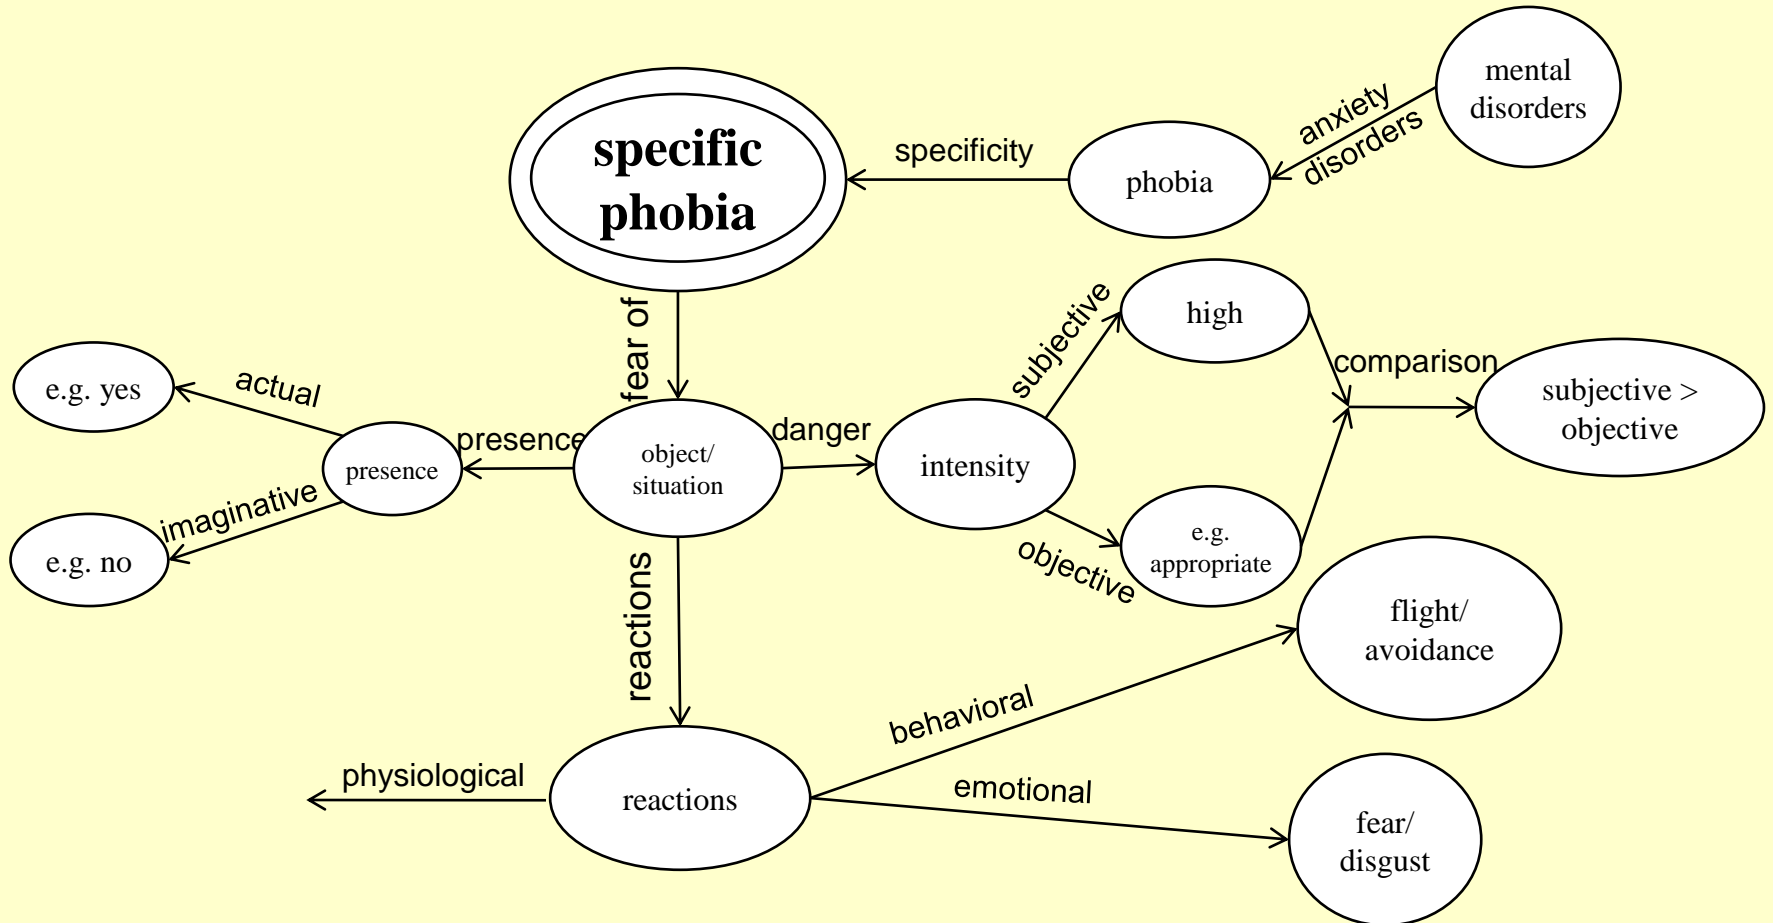 mental
disorders
anxiety
disorders
phobia
specificity
specific
phobia
fear of
subjective
high
comparison
subjective >
objective
e.g. yes
actual
presence
presence
object/
situation
danger
intensity
imaginative
e.g. no
objective
e.g.
appropriate
reactions
flight/
avoidance
behavioral
physiological
reactions
emotional
fear/
disgust